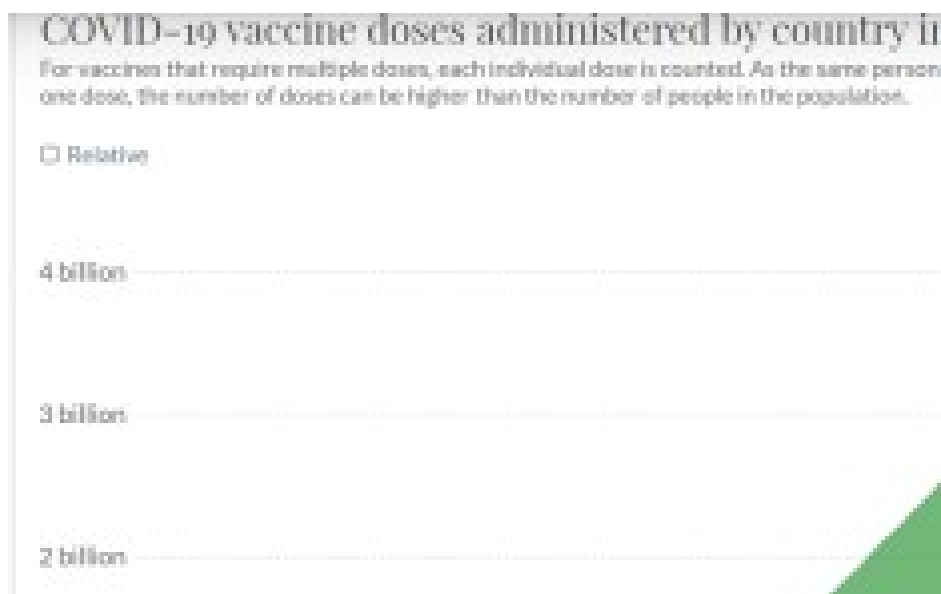 COVID-19 vaccine doses administered by country
For vaccines that require multiple doses, each individual dose is counted. As the same person
one dose, the number of doses can be higher than the number of people in the population.
Relative
4 billion
3 billion
2 billion